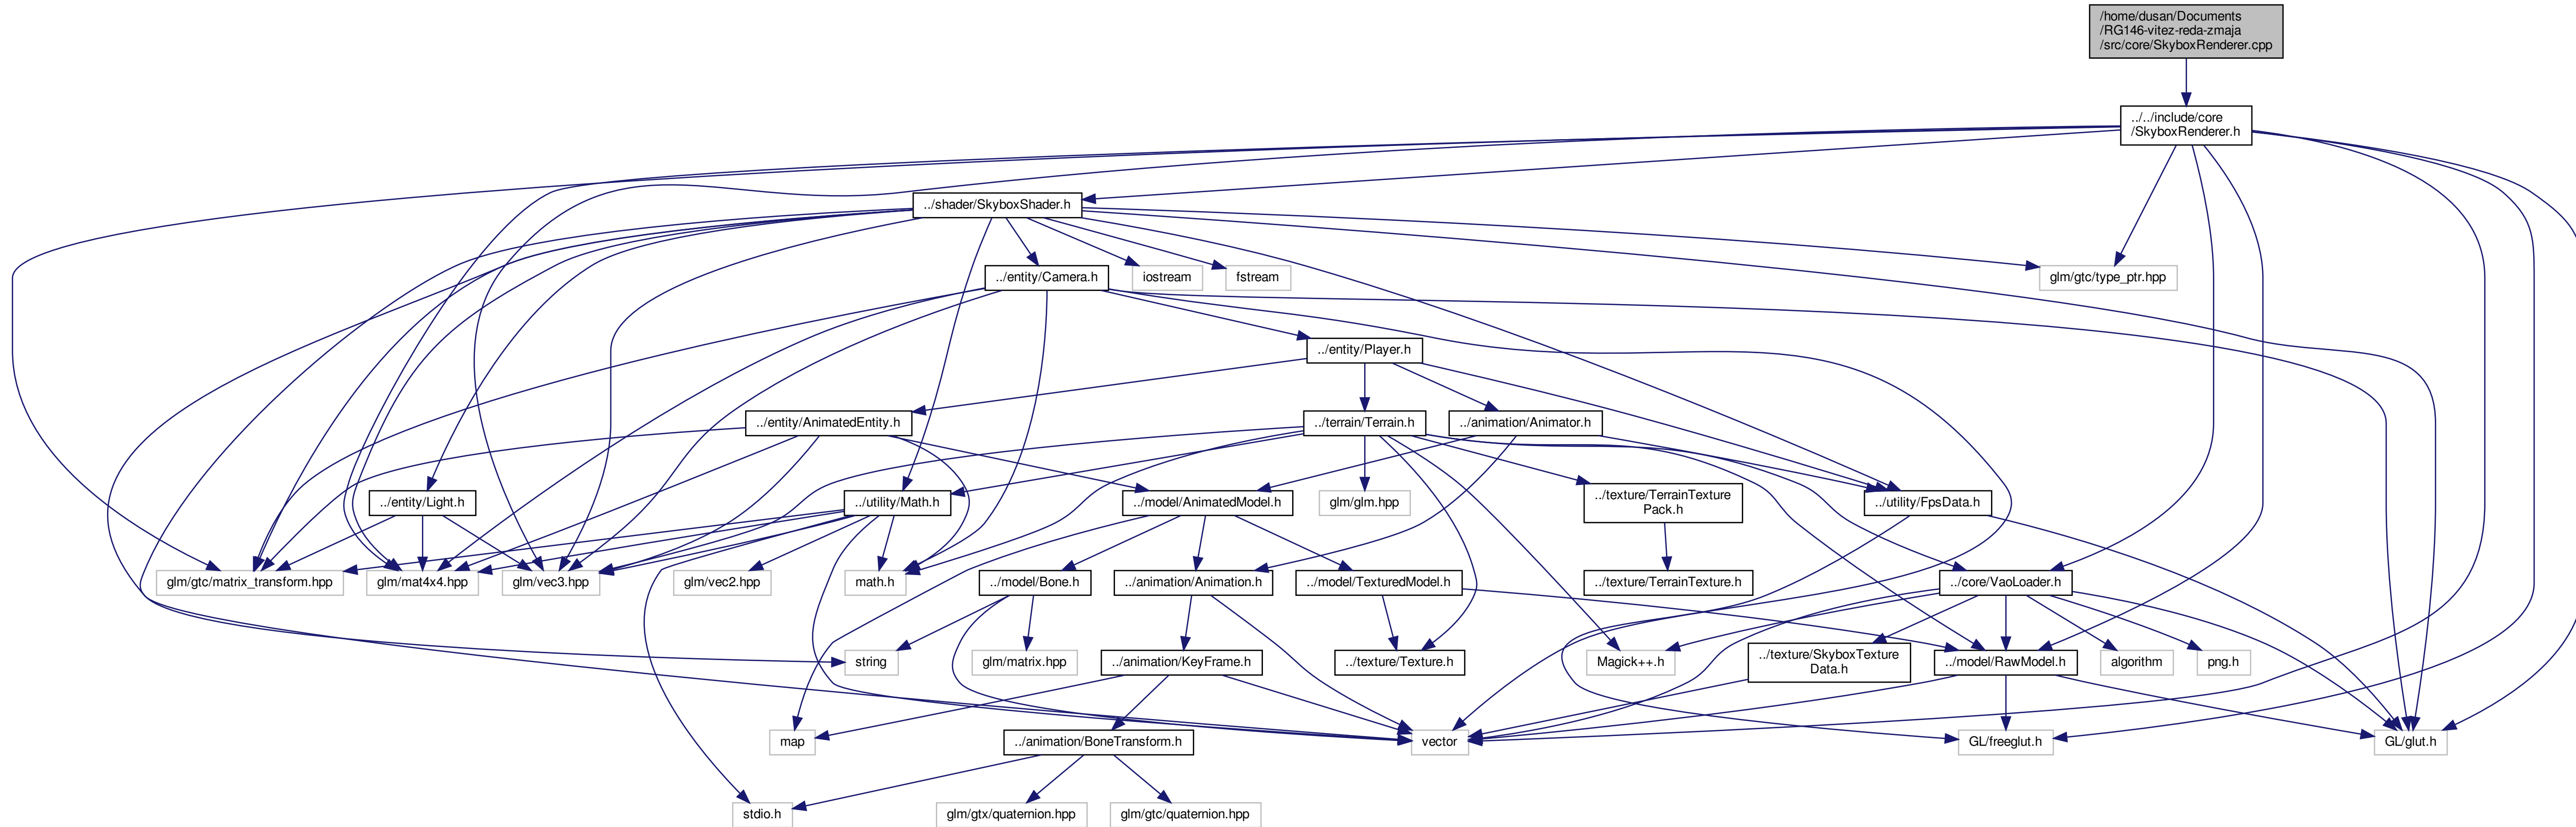 /home/dusan/Documents
/RG146-vitez-reda-zmaja
/src/core/SkyboxRenderer.cpp
../../include/core
/SkyboxRenderer.h
../shader/SkyboxShader.h
../entity/Camera.h
iostream
fstream
glm/gtc/type_ptr.hpp
../entity/Player.h
../entity/AnimatedEntity.h
../terrain/Terrain.h
../animation/Animator.h
../entity/Light.h
../utility/Math.h
../model/AnimatedModel.h
glm/glm.hpp
../texture/TerrainTexture
Pack.h
../utility/FpsData.h
glm/gtc/matrix_transform.hpp
glm/mat4x4.hpp
glm/vec3.hpp
glm/vec2.hpp
math.h
../model/Bone.h
../animation/Animation.h
../model/TexturedModel.h
../texture/TerrainTexture.h
../core/VaoLoader.h
string
glm/matrix.hpp
../animation/KeyFrame.h
../texture/Texture.h
Magick++.h
../texture/SkyboxTexture
Data.h
../model/RawModel.h
algorithm
png.h
map
../animation/BoneTransform.h
vector
GL/freeglut.h
GL/glut.h
stdio.h
glm/gtx/quaternion.hpp
glm/gtc/quaternion.hpp